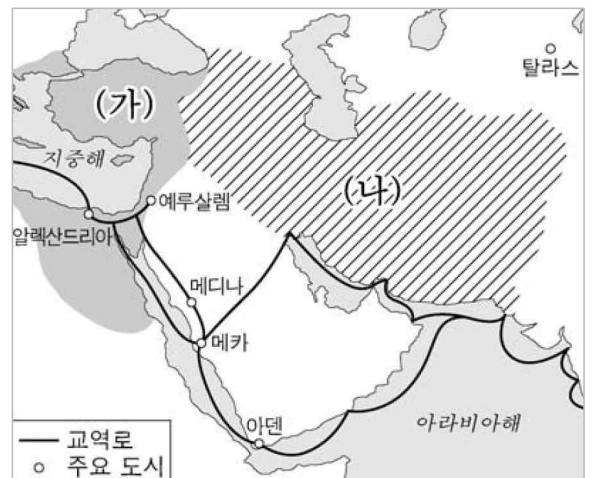 탈라스
(가)
지중해
(나)
예루살렘
알렉산드리아
메디나
메카
아덴
아라비아해
교역로
주요 도시